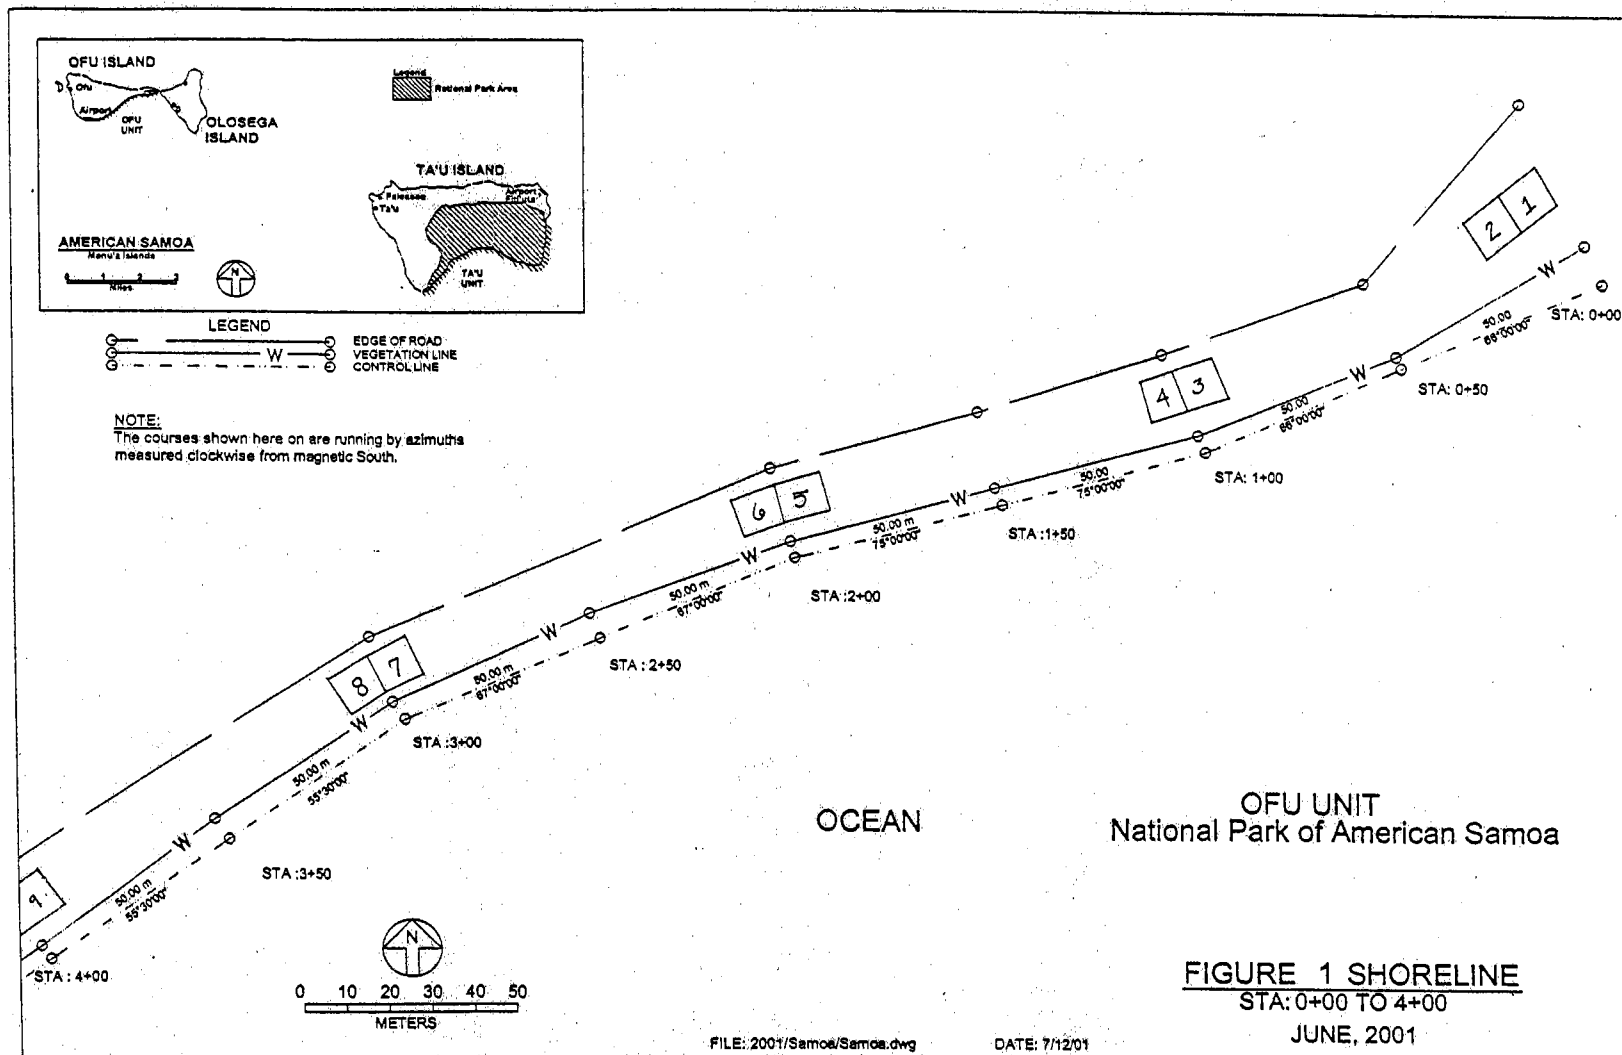 OFU ISLAND
Ofu
Airport
OFU
UNIT
OLOSEGA
ISLAND
Legend
National Park Area
TA'U ISLAND
Faleasao
Ta'u
Airport
Fiti'uta
TA'U
UNIT
AMERICAN SAMOA
Manu'a Islands
0 1 2 3
Miles
N
LEGEND
EDGE OF ROAD
W VEGETATION LINE
CONTROL LINE
NOTE:
The courses shown here on are running by azimuths
measured clockwise from magnetic South.
2 1
W
50.00
66°00'00"
STA: 0+00
W
STA: 0+50
4 3
50.00
66°00'00"
STA: 1+00
50.00
75°00'00"
W
STA :1+50
6 5
50.00 m
75°00'00"
W
STA :2+00
50.00 m
67°00'00"
W
STA : 2+50
8 7
50.00 m
67°00'00"
W
STA :3+00
50.00 m
55°30'00"
W
STA :3+50
9
50.00 m
55°30'00"
STA : 4+00
OCEAN
OFU UNIT
National Park of American Samoa
N
0 10 20 30 40 50
METERS
FIGURE 1 SHORELINE
STA: 0+00 TO 4+00
JUNE, 2001
FILE: 2001/Samoa/Samoa.dwg
DATE: 7/12/01